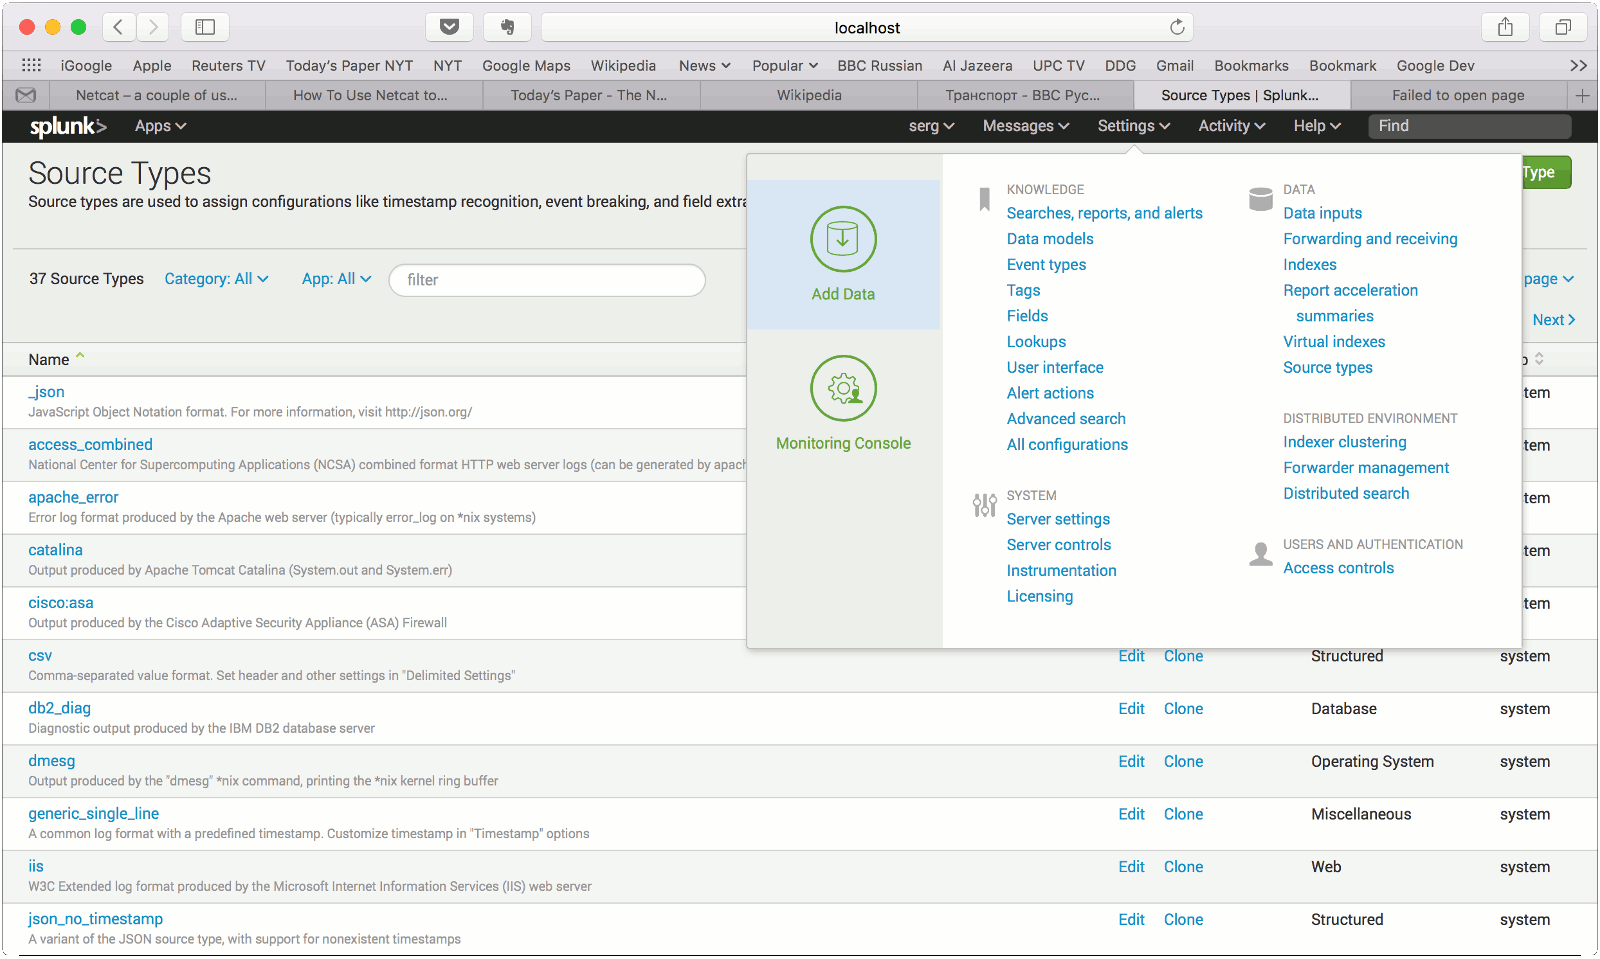 localhost
iGoogle Apple Reuters TV Today's Paper NYT NYT Google Maps Wikipedia News Popular BBC Russian Al Jazeera UPC TV DDG Gmail Bookmarks Bookmark Google Dev
Netcat – a couple of us... How To Use Netcat to... Today's Paper - The N... Wikipedia Транспорт - BBC Рус... Source Types | Splunk... Failed to open page
splunk> Apps serg Messages Settings Activity Help Find
Source Types
Source types are used to assign configurations like timestamp recognition, event breaking, and field extra
Type
37 Source Types Category: All App: All filter
page
Next
Add Data
Monitoring Console
KNOWLEDGE
Searches, reports, and alerts
Data models
Event types
Tags
Fields
Lookups
User interface
Alert actions
Advanced search
All configurations
SYSTEM
Server settings
Server controls
Instrumentation
Licensing
DATA
Data inputs
Forwarding and receiving
Indexes
Report acceleration
summaries
Virtual indexes
Source types
DISTRIBUTED ENVIRONMENT
Indexer clustering
Forwarder management
Distributed search
USERS AND AUTHENTICATION
Access controls
Name
_json tem
JavaScript Object Notation format. For more information, visit http://json.org/
access_combined tem
National Center for Supercomputing Applications (NCSA) combined format HTTP web server logs (can be generated by apach
apache_error tem
Error log format produced by the Apache web server (typically error_log on *nix systems)
catalina tem
Output produced by Apache Tomcat Catalina (System.out and System.err)
cisco:asa tem
Output produced by the Cisco Adaptive Security Appliance (ASA) Firewall
csv Edit Clone Structured system
Comma-separated value format. Set header and other settings in "Delimited Settings"
db2_diag Edit Clone Database system
Diagnostic output produced by the IBM DB2 database server
dmesg Edit Clone Operating System system
Output produced by the "dmesg" *nix command, printing the *nix kernel ring buffer
generic_single_line Edit Clone Miscellaneous system
A common log format with a predefined timestamp. Customize timestamp in "Timestamp" options
iis Edit Clone Web system
W3C Extended log format produced by the Microsoft Internet Information Services (IIS) web server
json_no_timestamp Edit Clone Structured system
A variant of the JSON source type, with support for nonexistent timestamps